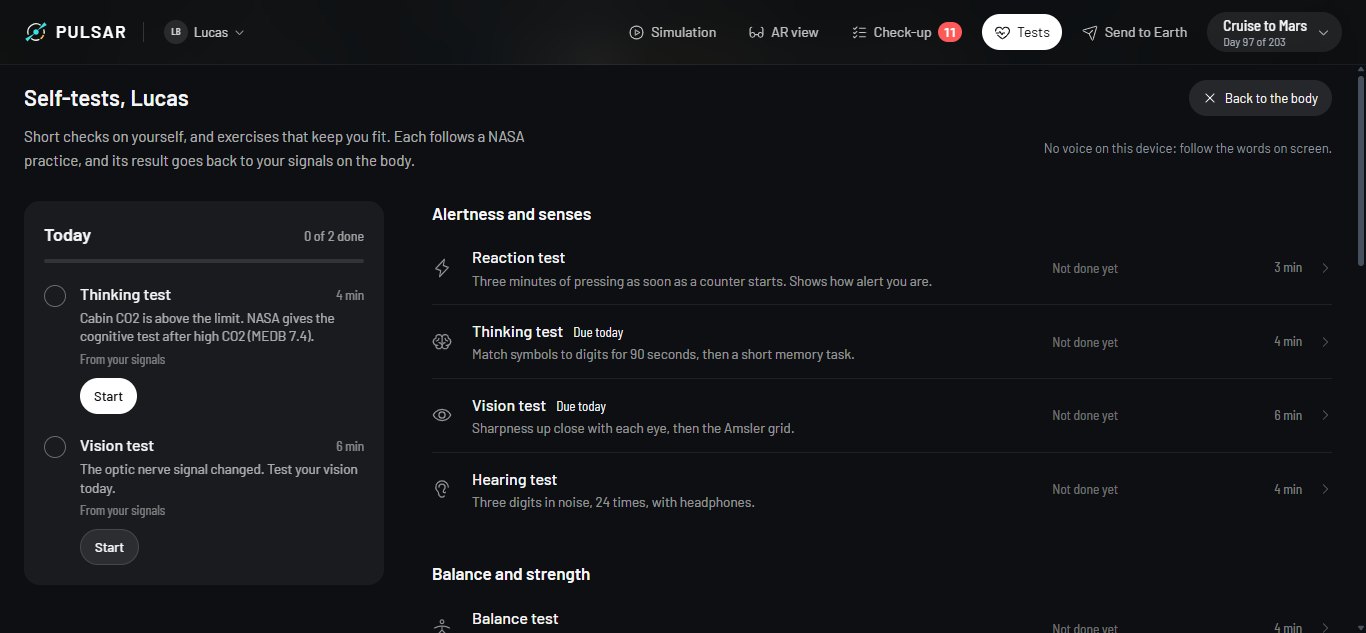 PULSAR
LB
Lucas
Simulation
AR view
Check-up
11
Tests
Send to Earth
Cruise to Mars
Day 97 of 203
Self-tests, Lucas
Back to the body
Short checks on yourself, and exercises that keep you fit. Each follows a NASA
practice, and its result goes back to your signals on the body.
No voice on this device: follow the words on screen.
Today
0 of 2 done
Thinking test
4 min
Cabin CO2 is above the limit. NASA gives the
cognitive test after high CO2 (MEDB 7.4).
From your signals
Start
Vision test
6 min
The optic nerve signal changed. Test your vision
today.
From your signals
Start
Alertness and senses
Reaction test
Three minutes of pressing as soon as a counter starts. Shows how alert you are.
Not done yet
3 min
Thinking test Due today
Match symbols to digits for 90 seconds, then a short memory task.
Not done yet
4 min
Vision test Due today
Sharpness up close with each eye, then the Amsler grid.
Not done yet
6 min
Hearing test
Three digits in noise, 24 times, with headphones.
Not done yet
4 min
Balance and strength
Balance test
Not done yet
4 min